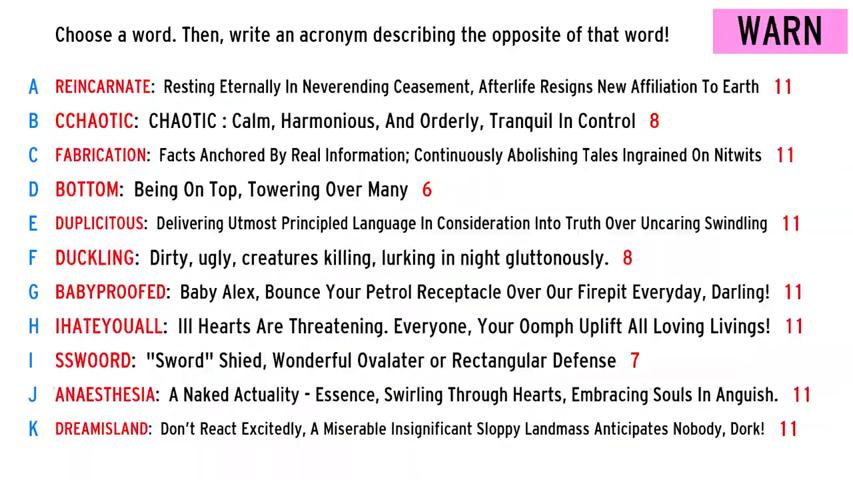 Choose a word. Then, write an acronym describing the opposite of that word!
WARN
A REINCARNATE: Resting Eternally In Neverending Ceasement, Afterlife Resigns New Affiliation To Earth 11
B CCHAOTIC: CHAOTIC : Calm, Harmonious, And Orderly, Tranquil In Control 8
C FABRICATION: Facts Anchored By Real Information; Continuously Abolishing Tales Ingrained On Nitwits 11
D BOTTOM: Being On Top, Towering Over Many 6
E DUPLICITOUS: Delivering Utmost Principled Language In Consideration Into Truth Over Uncaring Swindling 11
F DUCKLING: Dirty, ugly, creatures killing, lurking in night gluttonously. 8
G BABYPROOFED: Baby Alex, Bounce Your Petrol Receptacle Over Our Firepit Everyday, Darling! 11
H IHATEYOUALL: Ill Hearts Are Threatening. Everyone, Your Oomph Uplift All Loving Livings! 11
I SSWOORD: "Sword" Shied, Wonderful Ovalater or Rectangular Defense 7
J ANAESTHESIA: A Naked Actuality - Essence, Swirling Through Hearts, Embracing Souls In Anguish. 11
K DREAMISLAND: Don't React Excitedly, A Miserable Insignificant Sloppy Landmass Anticipates Nobody, Dork! 11